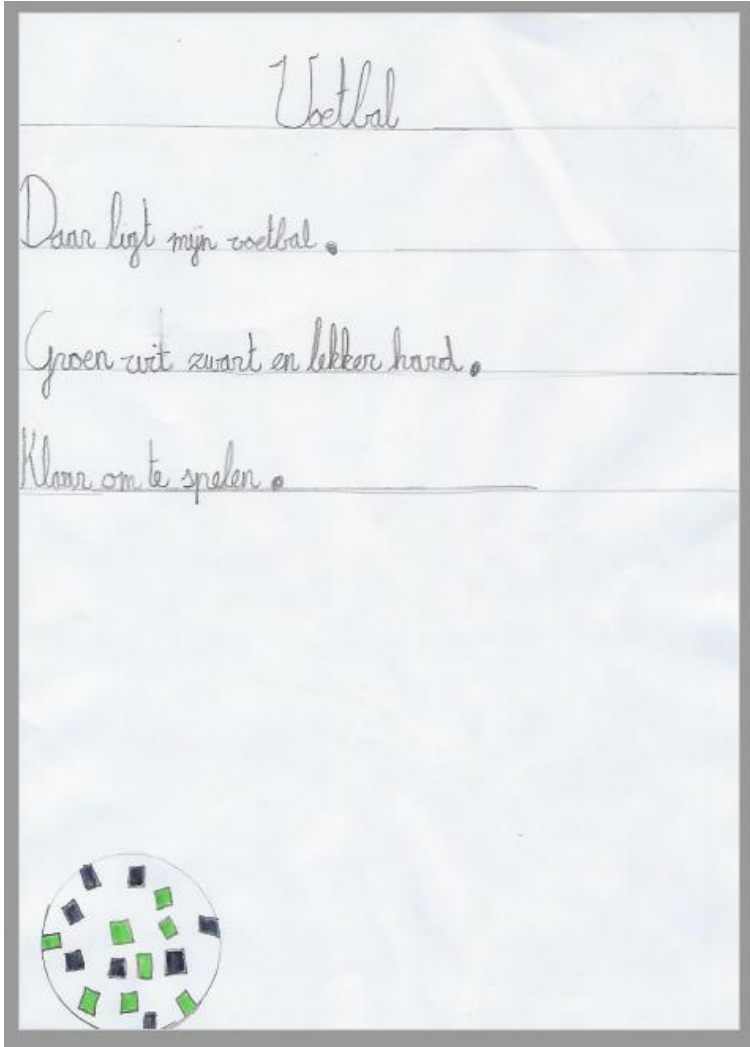 Voetbal
Daar ligt mijn voetbal.
Groen wit zwart en lekker hard.
Klaar om te spelen.